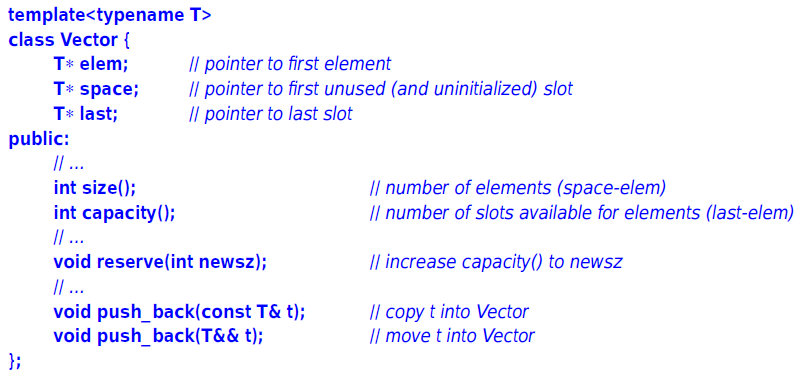 template<typename T>
class Vector {
T* elem; // pointer to first element
T* space; // pointer to first unused (and uninitialized) slot
T* last; // pointer to last slot
public:
// ...
int size(); // number of elements (space-elem)
int capacity(); // number of slots available for elements (last-elem)
// ...
void reserve(int newsz); // increase capacity() to newsz
// ...
void push_back(const T& t); // copy t into Vector
void push_back(T&& t); // move t into Vector
};